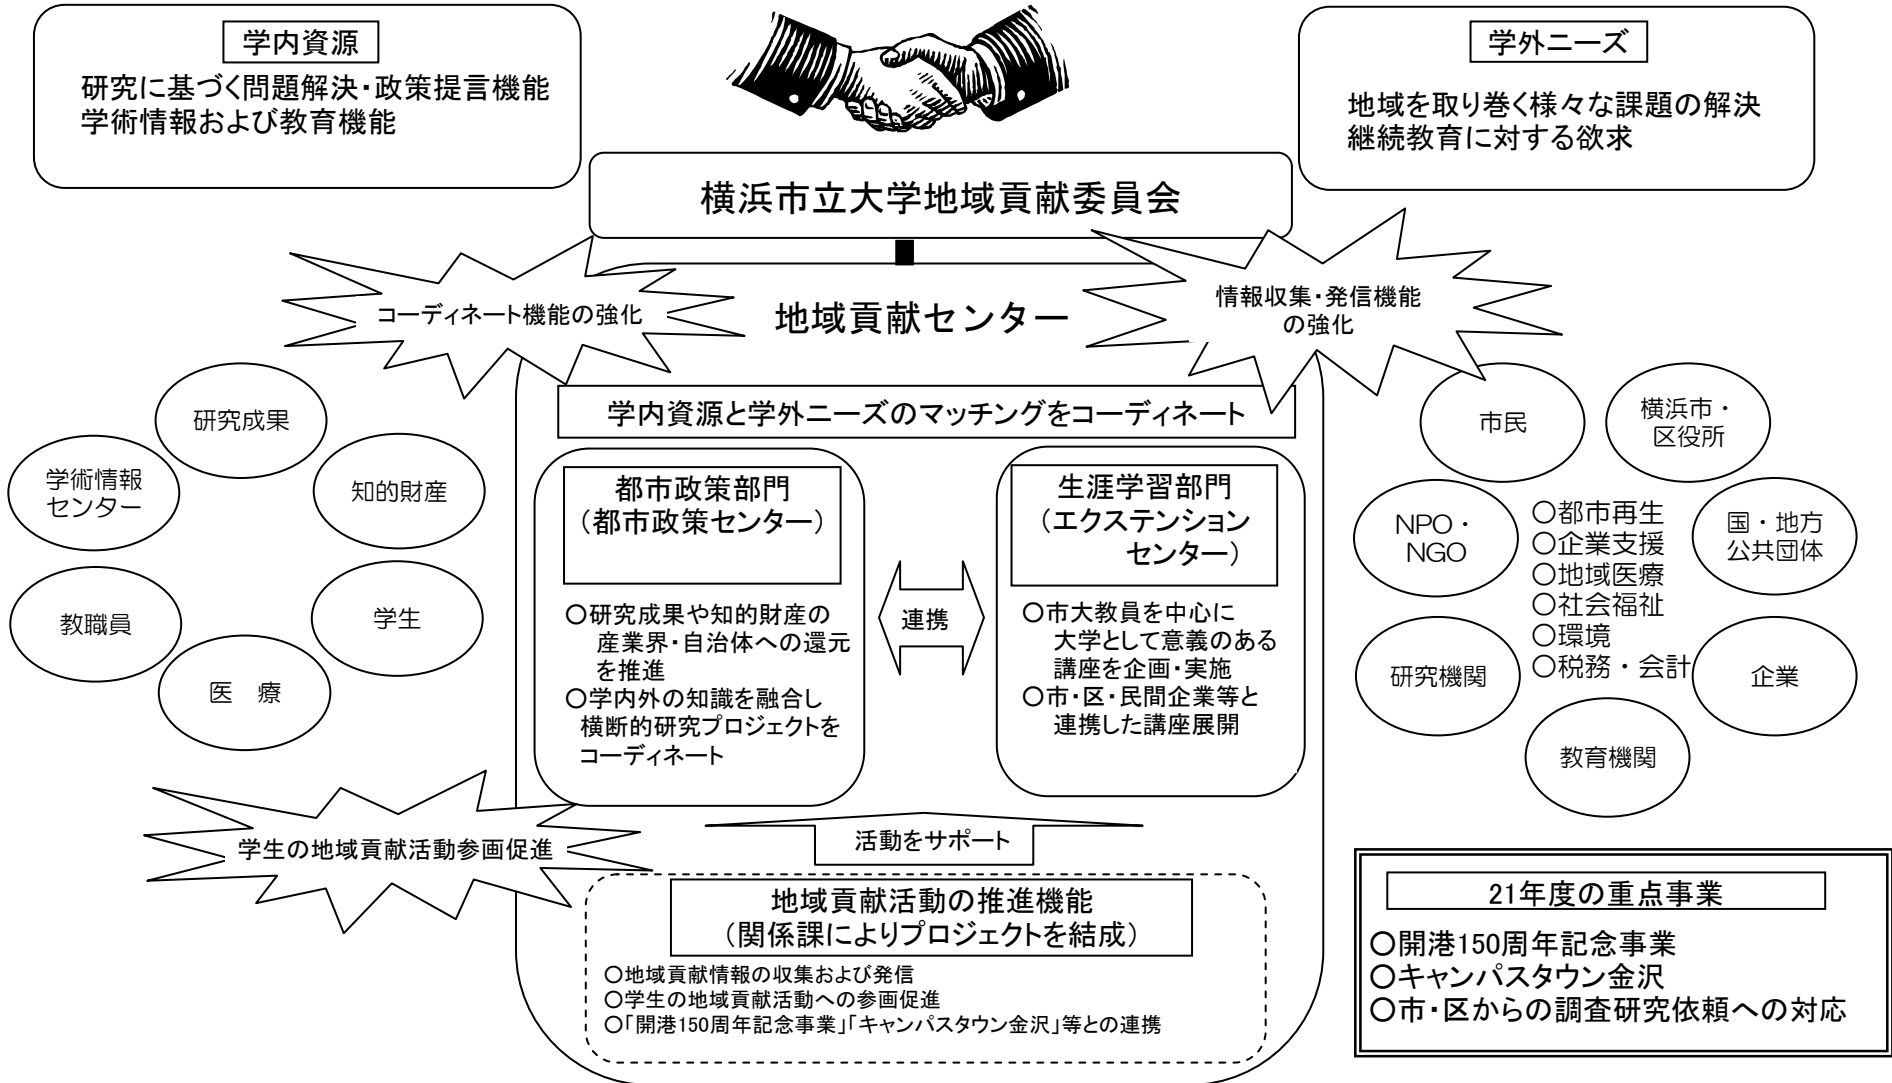 学内資源
研究に基づく問題解決・政策提言機能
学術情報および教育機能
学外ニーズ
地域を取り巻く様々な課題の解決
継続教育に対する欲求
横浜市立大学地域貢献委員会
コーディネート機能の強化
地域貢献センター
情報収集・発信機能
の強化
学内資源と学外ニーズのマッチングをコーディネート
研究成果
学術情報
センター
知的財産
教職員
学生
医　療
都市政策部門
（都市政策センター）
○研究成果や知的財産の
産業界・自治体への還元
を推進
○学内外の知識を融合し
横断的研究プロジェクトを
コーディネート
連携
生涯学習部門
（エクステンション
センター）
○市大教員を中心に
大学として意義のある
講座を企画・実施
○市・区・民間企業等と
連携した講座展開
市民
横浜市・
区役所
NPO・
NGO
○都市再生
○企業支援
○地域医療
○社会福祉
○環境
○税務・会計
国・地方
公共団体
研究機関
企業
教育機関
学生の地域貢献活動参画促進
活動をサポート
地域貢献活動の推進機能
（関係課によりプロジェクトを結成）
○地域貢献情報の収集および発信
○学生の地域貢献活動への参画促進
○「開港150周年記念事業」「キャンパスタウン金沢」等との連携
21年度の重点事業
○開港150周年記念事業
○キャンパスタウン金沢
○市・区からの調査研究依頼への対応